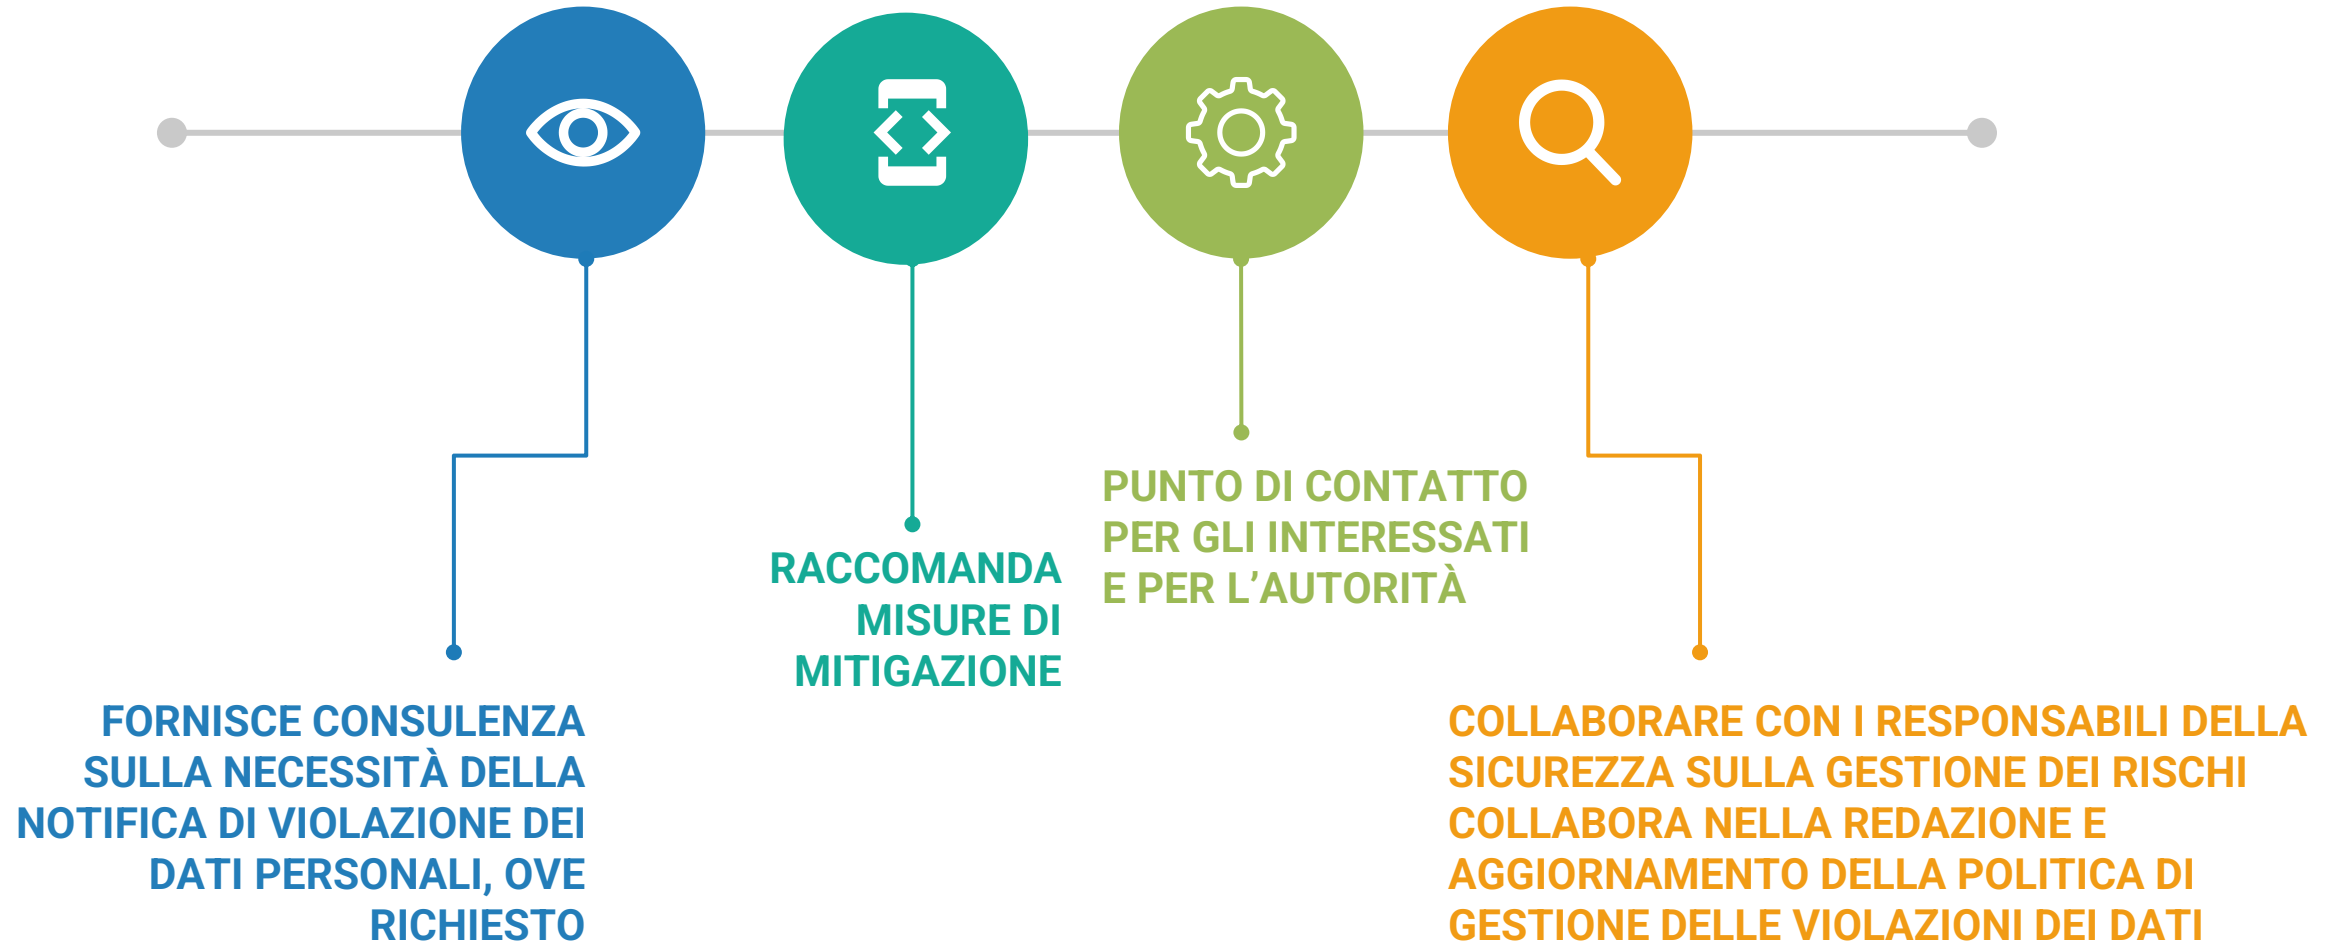 FORNISCE CONSULENZA
SULLA NECESSITÀ DELLA
NOTIFICA DI VIOLAZIONE DEI
DATI PERSONALI, OVE
RICHIESTO
RACCOMANDA
MISURE DI
MITIGAZIONE
PUNTO DI CONTATTO
PER GLI INTERESSATI
E PER L’AUTORITÀ
COLLABORARE CON I RESPONSABILI DELLA
SICUREZZA SULLA GESTIONE DEI RISCHI
COLLABORA NELLA REDAZIONE E
AGGIORNAMENTO DELLA POLITICA DI
GESTIONE DELLE VIOLAZIONI DEI DATI